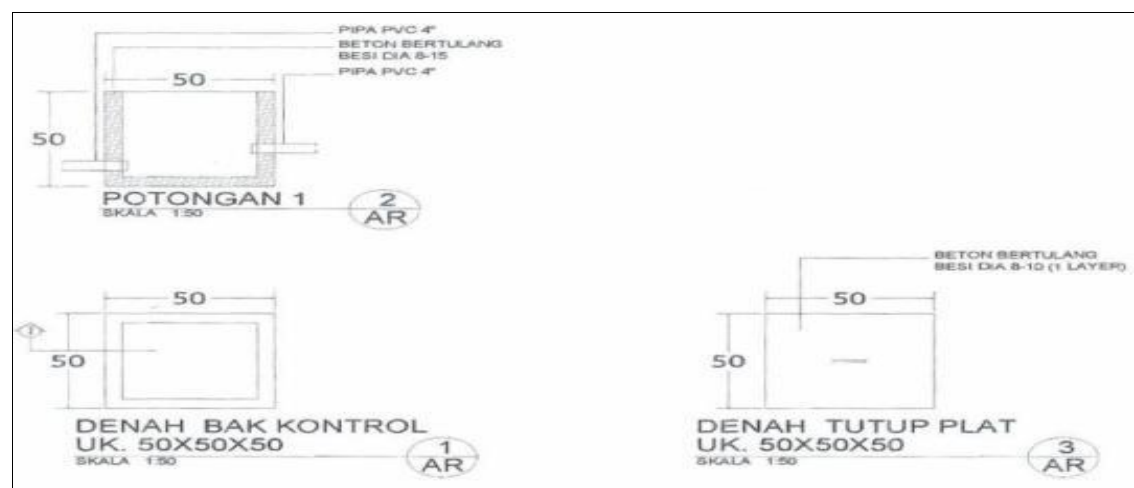 PIPA PVC 4"
BETON BERTULANG
BESI DIA 8-15
PIPA PVC 4"
50
50
POTONGAN 1
SKALA 1:50
2
AR
BETON BERTULANG
BESI DIA 8-10 (1 LAYER)
50
50
1
50
50
DENAH BAK KONTROL
UK. 50X50X50
SKALA 1:50
1
AR
DENAH TUTUP PLAT
UK. 50X50X50
SKALA 1:50
3
AR